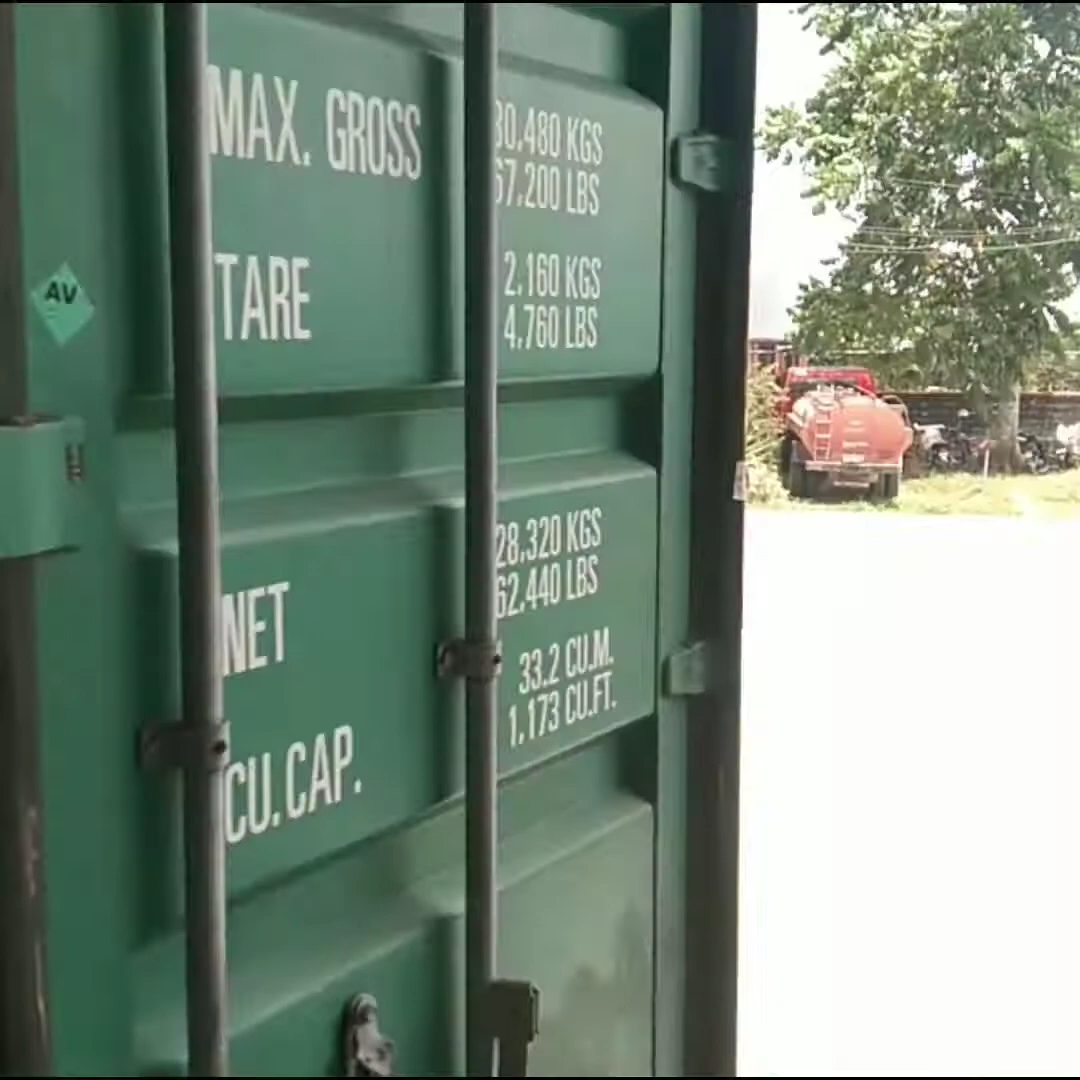 MAX. GROSS 30.480 KGS
67.200 LBS
AV
TARE 2.160 KGS
4.760 LBS
NET 28.320 KGS
62.440 LBS
CU.CAP. 33.2 CU.M.
1.173 CU.FT.